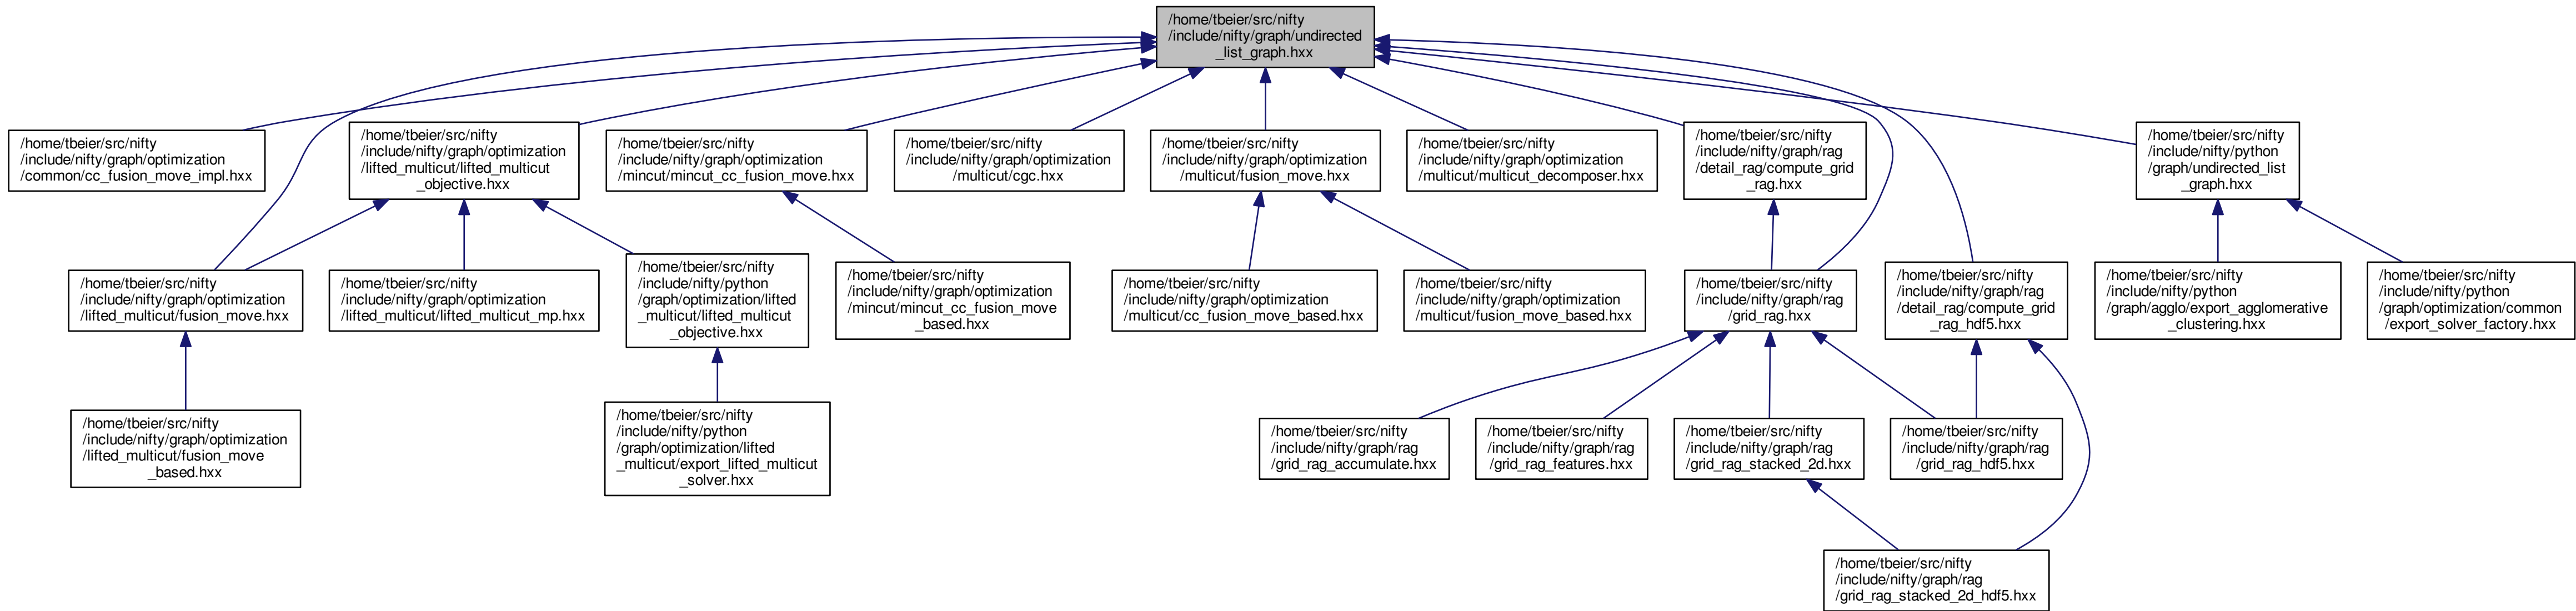 /home/tbeier/src/nifty
/include/nifty/graph/undirected
_list_graph.hxx
/home/tbeier/src/nifty
/include/nifty/graph/optimization
/common/cc_fusion_move_impl.hxx
/home/tbeier/src/nifty
/include/nifty/graph/optimization
/lifted_multicut/lifted_multicut
_objective.hxx
/home/tbeier/src/nifty
/include/nifty/graph/optimization
/mincut/mincut_cc_fusion_move.hxx
/home/tbeier/src/nifty
/include/nifty/graph/optimization
/multicut/cgc.hxx
/home/tbeier/src/nifty
/include/nifty/graph/optimization
/multicut/fusion_move.hxx
/home/tbeier/src/nifty
/include/nifty/graph/optimization
/multicut/multicut_decomposer.hxx
/home/tbeier/src/nifty
/include/nifty/graph/rag
/detail_rag/compute_grid
_rag.hxx
/home/tbeier/src/nifty
/include/nifty/python
/graph/undirected_list
_graph.hxx
/home/tbeier/src/nifty
/include/nifty/graph/optimization
/lifted_multicut/fusion_move.hxx
/home/tbeier/src/nifty
/include/nifty/graph/optimization
/lifted_multicut/lifted_multicut_mp.hxx
/home/tbeier/src/nifty
/include/nifty/python
/graph/optimization/lifted
_multicut/lifted_multicut
_objective.hxx
/home/tbeier/src/nifty
/include/nifty/graph/optimization
/mincut/mincut_cc_fusion_move
_based.hxx
/home/tbeier/src/nifty
/include/nifty/graph/optimization
/multicut/cc_fusion_move_based.hxx
/home/tbeier/src/nifty
/include/nifty/graph/optimization
/multicut/fusion_move_based.hxx
/home/tbeier/src/nifty
/include/nifty/graph/rag
/grid_rag.hxx
/home/tbeier/src/nifty
/include/nifty/graph/rag
/detail_rag/compute_grid
_rag_hdf5.hxx
/home/tbeier/src/nifty
/include/nifty/python
/graph/agglo/export_agglomerative
_clustering.hxx
/home/tbeier/src/nifty
/include/nifty/python
/graph/optimization/common
/export_solver_factory.hxx
/home/tbeier/src/nifty
/include/nifty/graph/optimization
/lifted_multicut/fusion_move
_based.hxx
/home/tbeier/src/nifty
/include/nifty/python
/graph/optimization/lifted
_multicut/export_lifted_multicut
_solver.hxx
/home/tbeier/src/nifty
/include/nifty/graph/rag
/grid_rag_accumulate.hxx
/home/tbeier/src/nifty
/include/nifty/graph/rag
/grid_rag_features.hxx
/home/tbeier/src/nifty
/include/nifty/graph/rag
/grid_rag_stacked_2d.hxx
/home/tbeier/src/nifty
/include/nifty/graph/rag
/grid_rag_hdf5.hxx
/home/tbeier/src/nifty
/include/nifty/graph/rag
/grid_rag_stacked_2d_hdf5.hxx